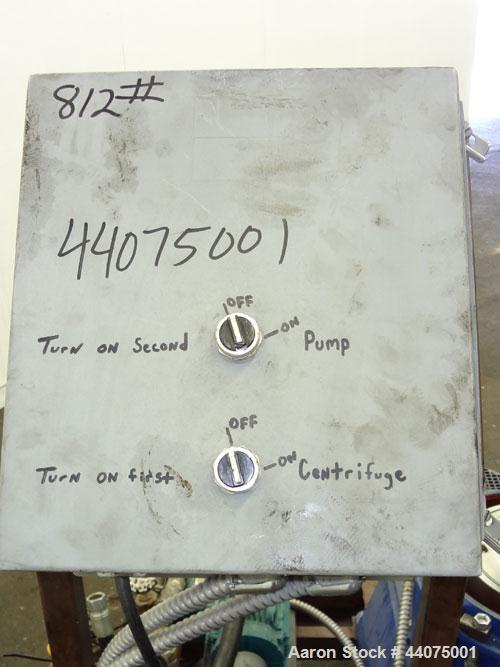 812#
44075001
OFF
Turn on Second ON Pump
OFF
Turn on first ON Centrifuge
Aaron Stock # 44075001